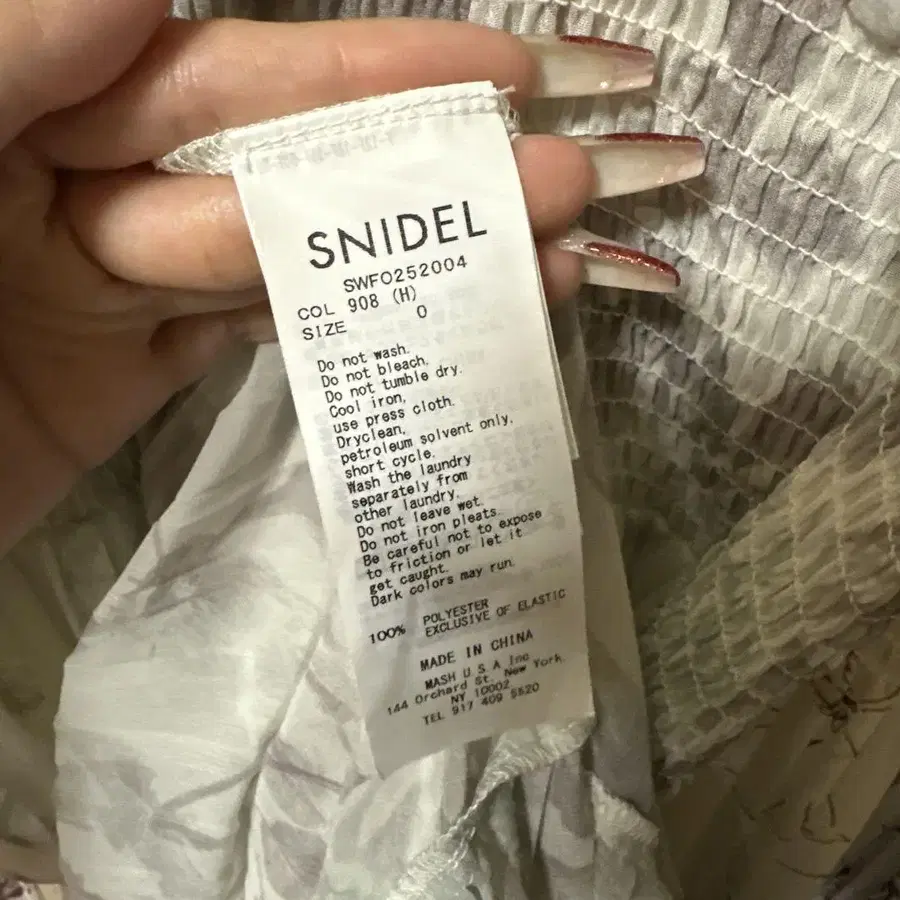 SNIDEL
SWFO252004
COL 908 (H)
SIZE 0
Do not wash.
Do not bleach.
Do not tumble dry.
Cool iron,
use press cloth.
Dryclean,
petroleum solvent only,
short cycle.
Wash the laundry
separately from
other laundry.
Do not leave wet.
Do not iron pleats.
Be careful not to expose
to friction or let it
get caught.
Dark colors may run.
100% POLYESTER
EXCLUSIVE OF ELASTIC
MADE IN CHINA
MASH U S A Inc
144 Orchard St. New York.
NY 10002
TEL 917 409 5520